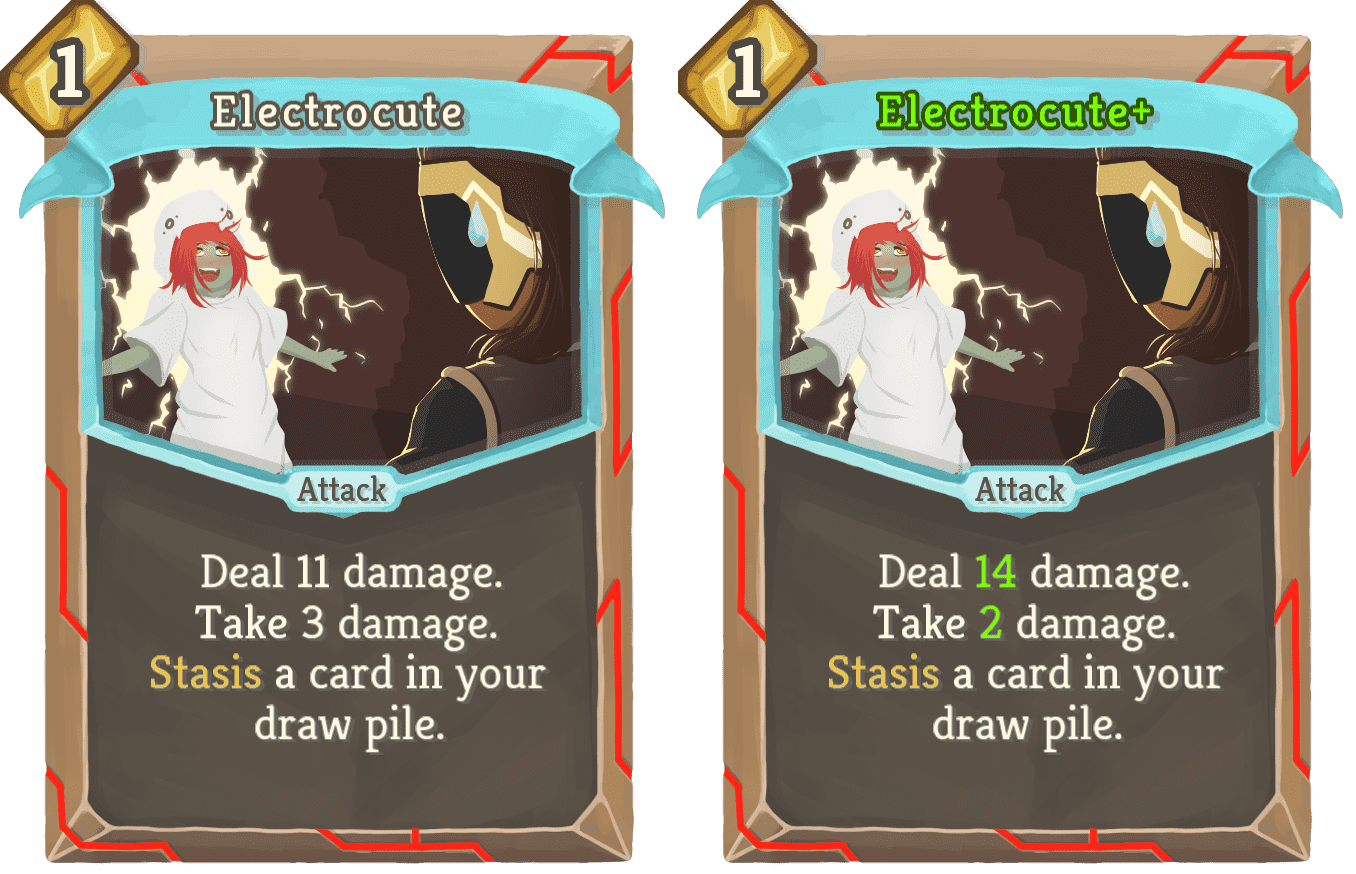 1
Electrocute
Attack
Deal 11 damage.
Take 3 damage.
Stasis a card in your
draw pile.
1
Electrocute+
Attack
Deal 14 damage.
Take 2 damage.
Stasis a card in your
draw pile.